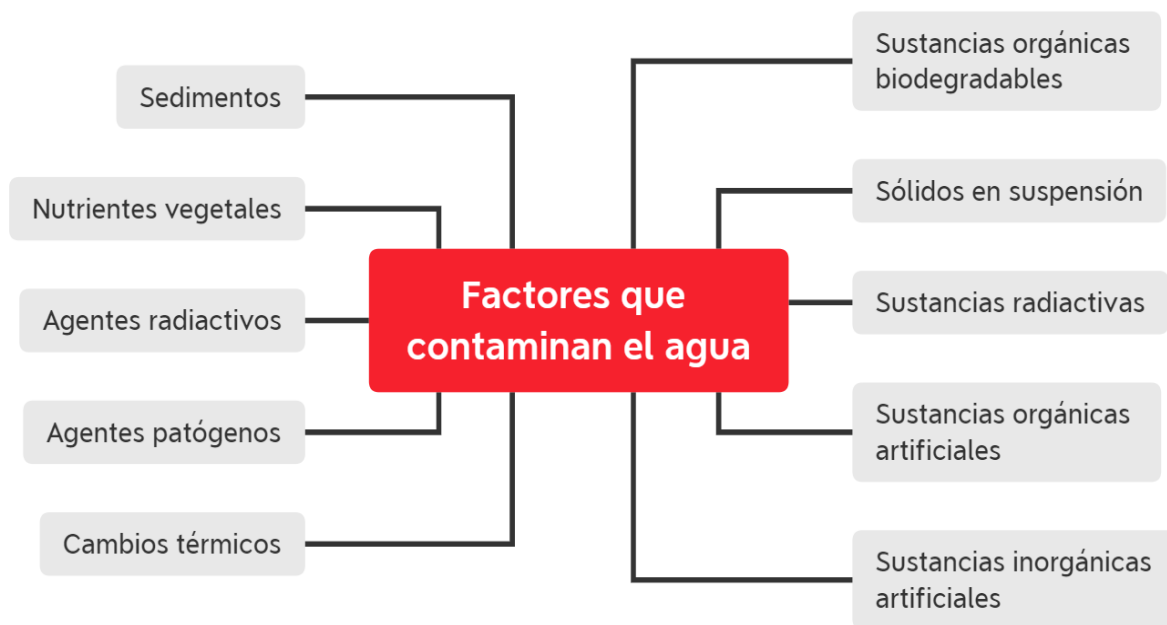 Factores que
contaminan el agua
Sedimentos
Nutrientes vegetales
Agentes radiactivos
Agentes patógenos
Cambios térmicos
Sustancias orgánicas
biodegradables
Sólidos en suspensión
Sustancias radiactivas
Sustancias orgánicas
artificiales
Sustancias inorgánicas
artificiales